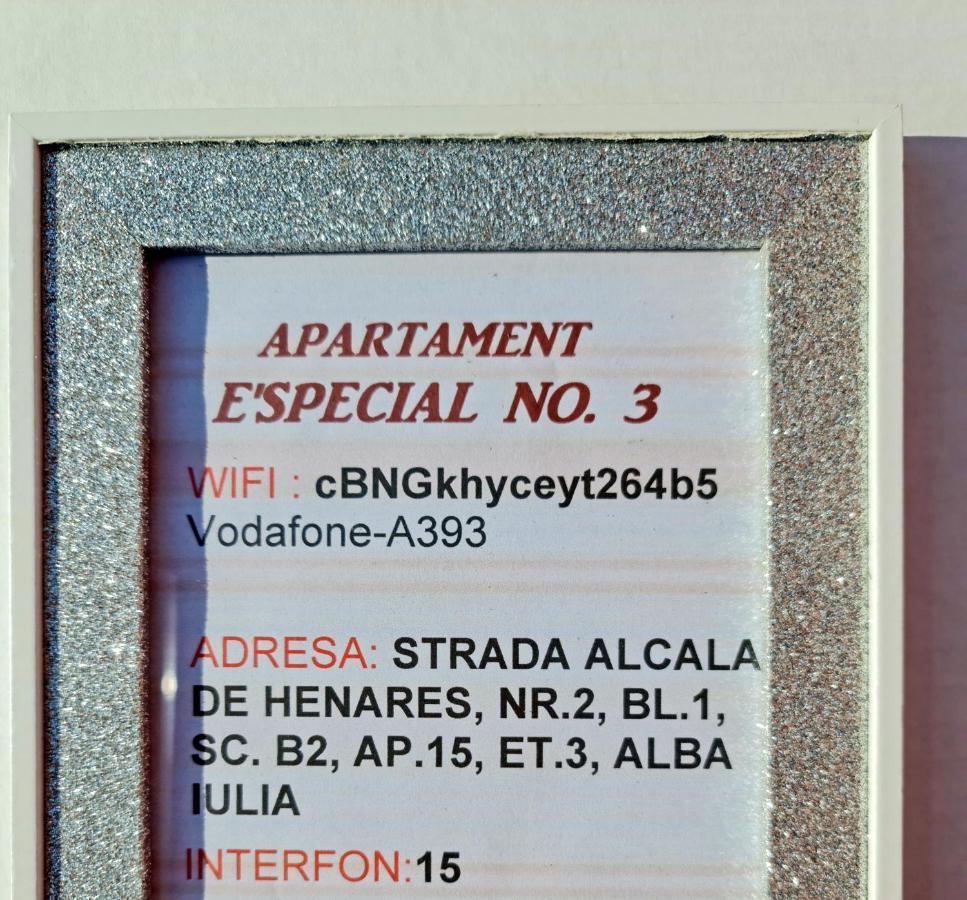 APARTAMENT
E'SPECIAL NO. 3
WIFI : cBNGkhyceyt264b5
Vodafone-A393
ADRESA: STRADA ALCALA
DE HENARES, NR.2, BL.1,
SC. B2, AP.15, ET.3, ALBA
IULIA
INTERFON:15